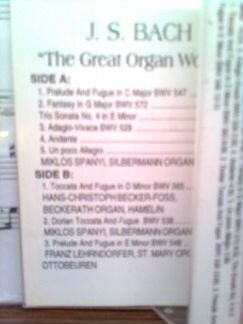 J. S. BACH
"The Great Organ Wo
SIDE A:
1. Prelude And Fugue in C Major BWV 547 ...
2. Fantasy in G Major BWV 572 ...
Trio Sonata No. 4 in E Minor
3. Adagio-Vivace BWV 528 ...
4. Andante ...
5. Un poco Allegro ...
MIKLOS SPANYI, SILBERMANN ORGAN
SIDE B:
1. Toccata And Fugue in D Minor BWV 565 ...
HANS-CHRISTOPH BECKER-FOSS,
BECKERATH ORGAN, HAMELIN
2. Dorian Toccata And Fugue BWV 538 ...
MIKLOS SPANYI, SILBERMANN ORGAN
3. Prelude And Fugue in E Minor BWV 548 ...
FRANZ LEHRNDORFER, ST. MARY ORG
OTTOBEUREN